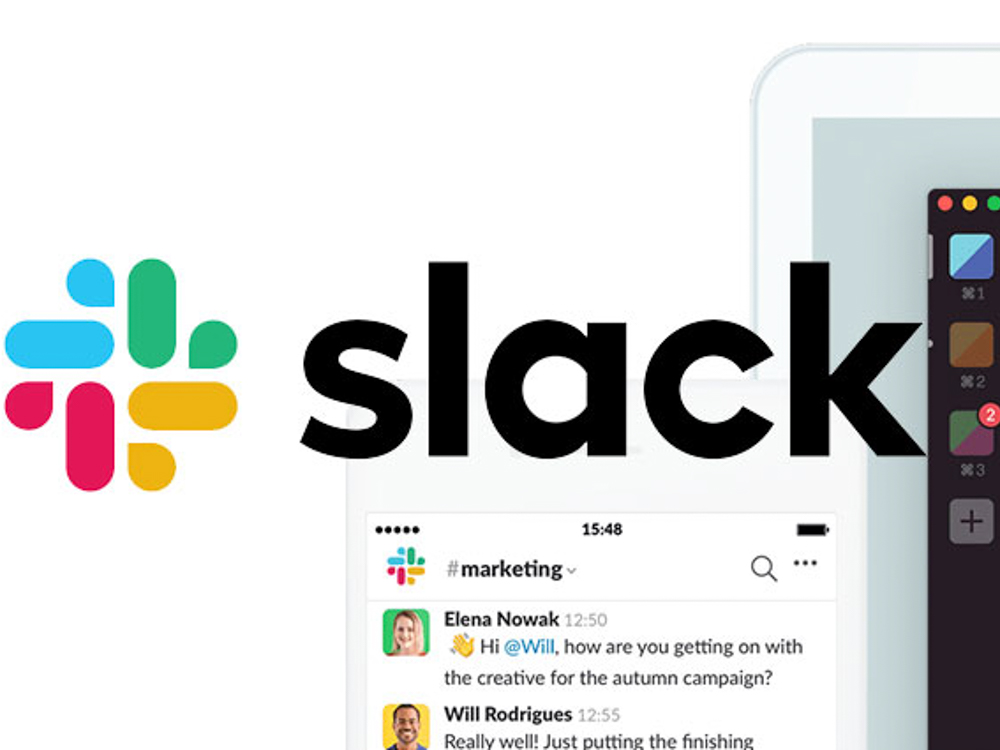 slack
⌘1
⌘2
2
⌘3
15:48
#marketing
Elena Nowak 12:50
👋 Hi @Will, how are you getting on with
the creative for the autumn campaign?
Will Rodrigues 12:55
Really well! Just putting the finishing